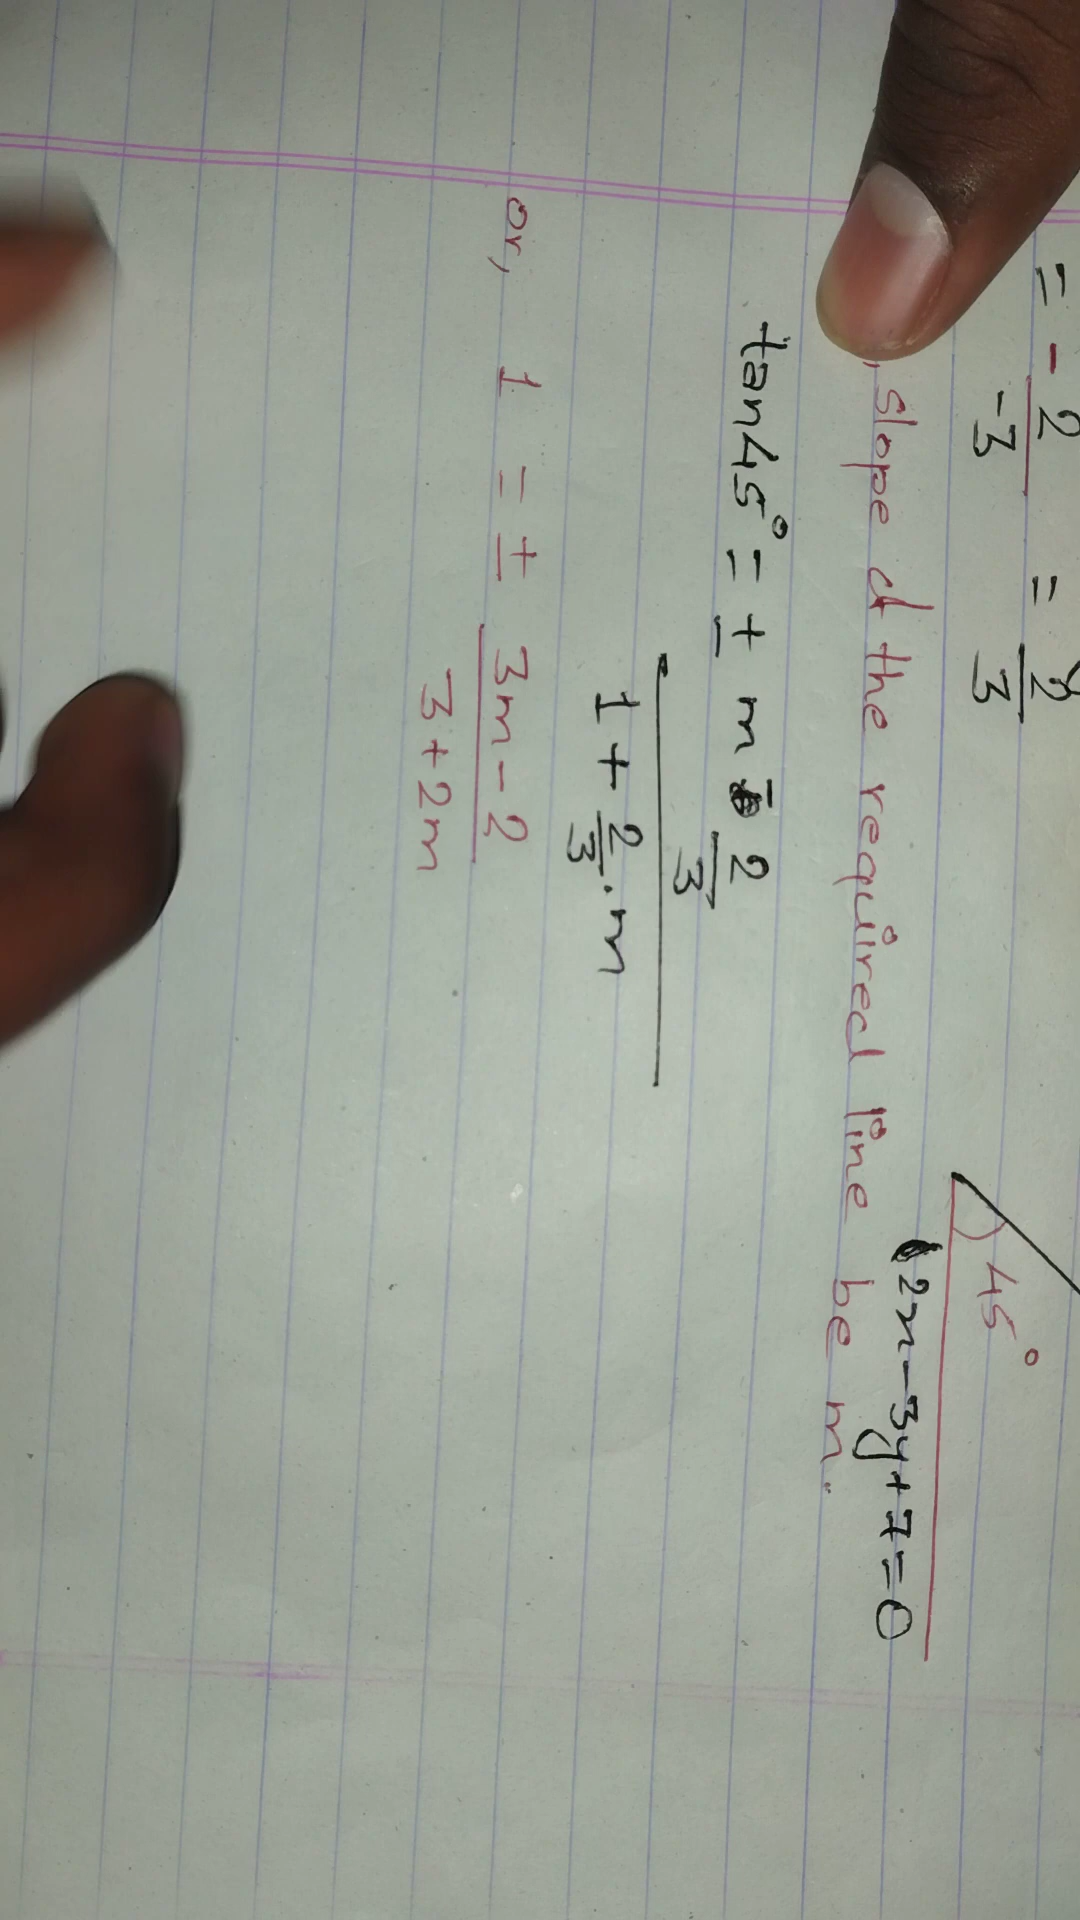 = - 2/-3 = 2/3
45°
2x-3y+7=0
, slope of the required line be m.
tan45° = ± (m - 2/3)/(1 + 2/3 . m)
or, 1 = ± (3m-2)/(3+2m)